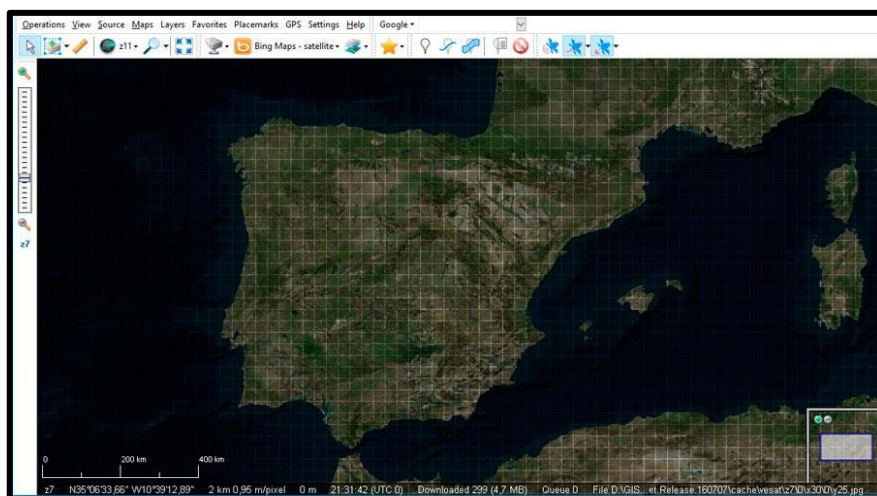 Operations View Source Maps Layers Favorites Placemarks GPS Settings Help Google
z11 Bing Maps - satellite
z7
0 200 km 400 km
z7 N35°06'33,66" W10°39'12,89" 2 km 0,95 m/pixel 0 m 21:31:42 (UTC 0) Downloaded 299 (4,7 MB) Queue 0 File D:\GIS...et.Release.160707\cache\vesat\z7\0\x30\0\y25.jpg